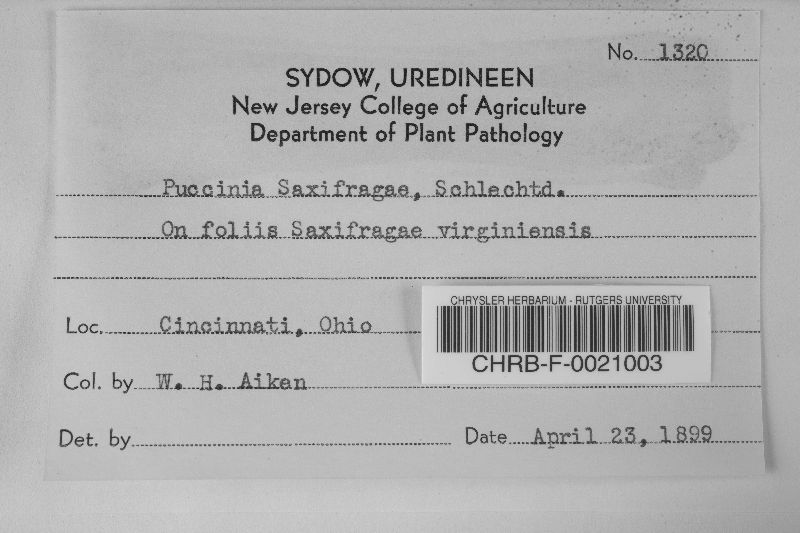 No. 1320
SYDOW, UREDINEEN
New Jersey College of Agriculture
Department of Plant Pathology
Puccinia Saxifragae, Schlechtd.
On foliis Saxifragae virginiensis
Loc. Cincinnati, Ohio
CHRYSLER HERBARIUM - RUTGERS UNIVERSITY
CHRB-F-0021003
Col. by W. H. Aiken
Det. by
Date April 23, 1899